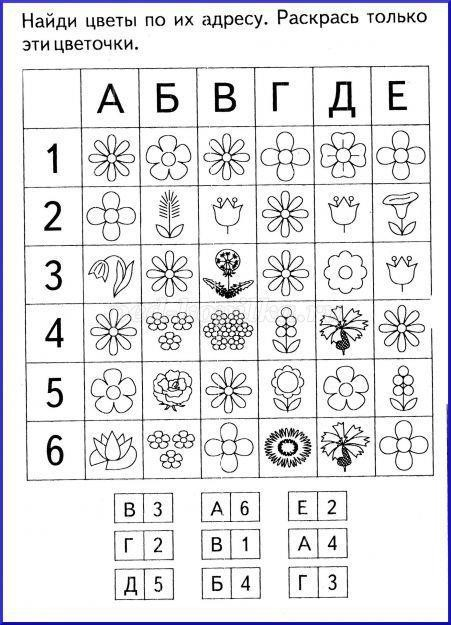 Найди цветы по их адресу. Раскрась только
эти цветочки.
А Б В Г Д Е
1
2
3
4
5
6
В 3 А 6 Е 2
Г 2 В 1 А 4
Д 5 Б 4 Г 3